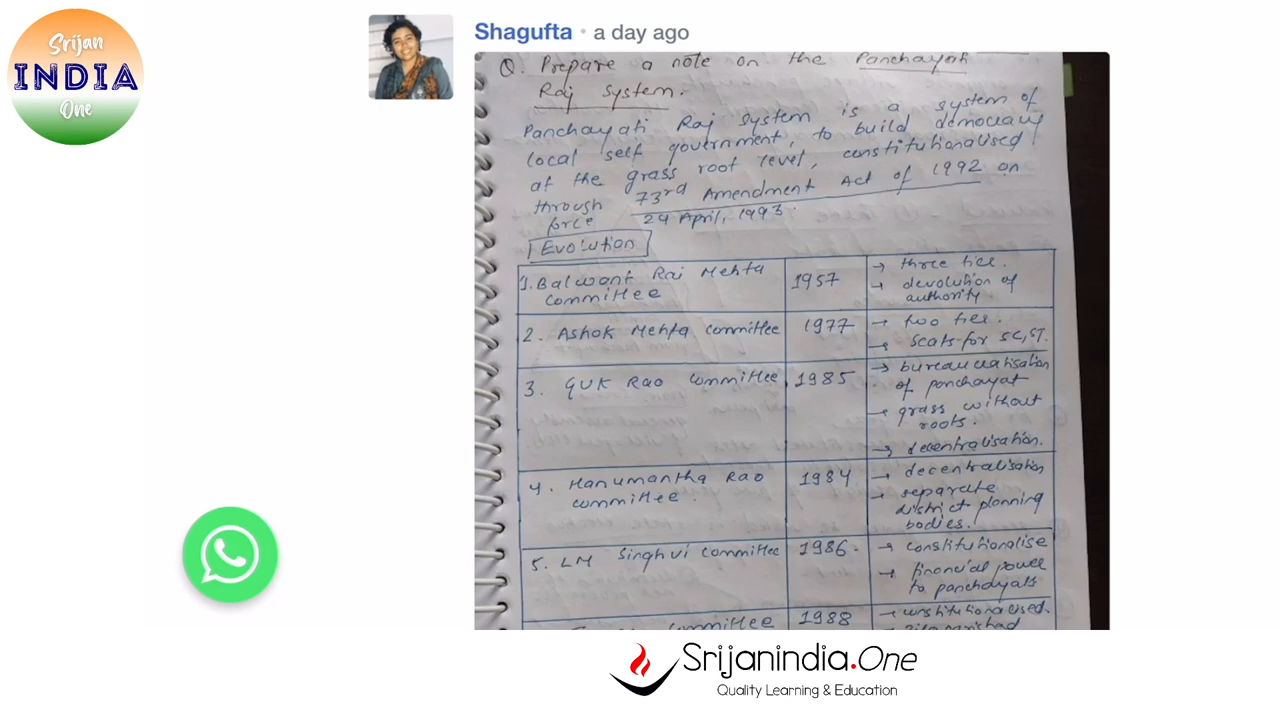 Srijan
INDIA
One
Shagufta · a day ago
Q. Prepare a note on the Panchayati
Raj System.
Panchayati Raj system is a system of
local self government, to build democracy
at the grass root level, constitutionalised
through 73rd Amendment Act of 1992 on
force 24 April, 1993.
Evolution
1. Balwant Rai Mehta
committee
1957
→ three tier.
→ devolution of
authority.
2. Ashok Mehta committee
1977
→ two tier.
→ seats for SC, ST.
3. GVK Rao committee
1985
→ bureaucratisation
of panchayat
→ grass without
roots.
→ decentralisation.
4. Hanumantha Rao
committee.
1984
→ decentralisation
→ separate
district planning
bodies.
5. LM Singhvi committee
1986.
→ constitutionalise
→ financial power
to panchayats
committee
1988
→ constitutionalised.
Srijanindia.One
Quality Learning & Education